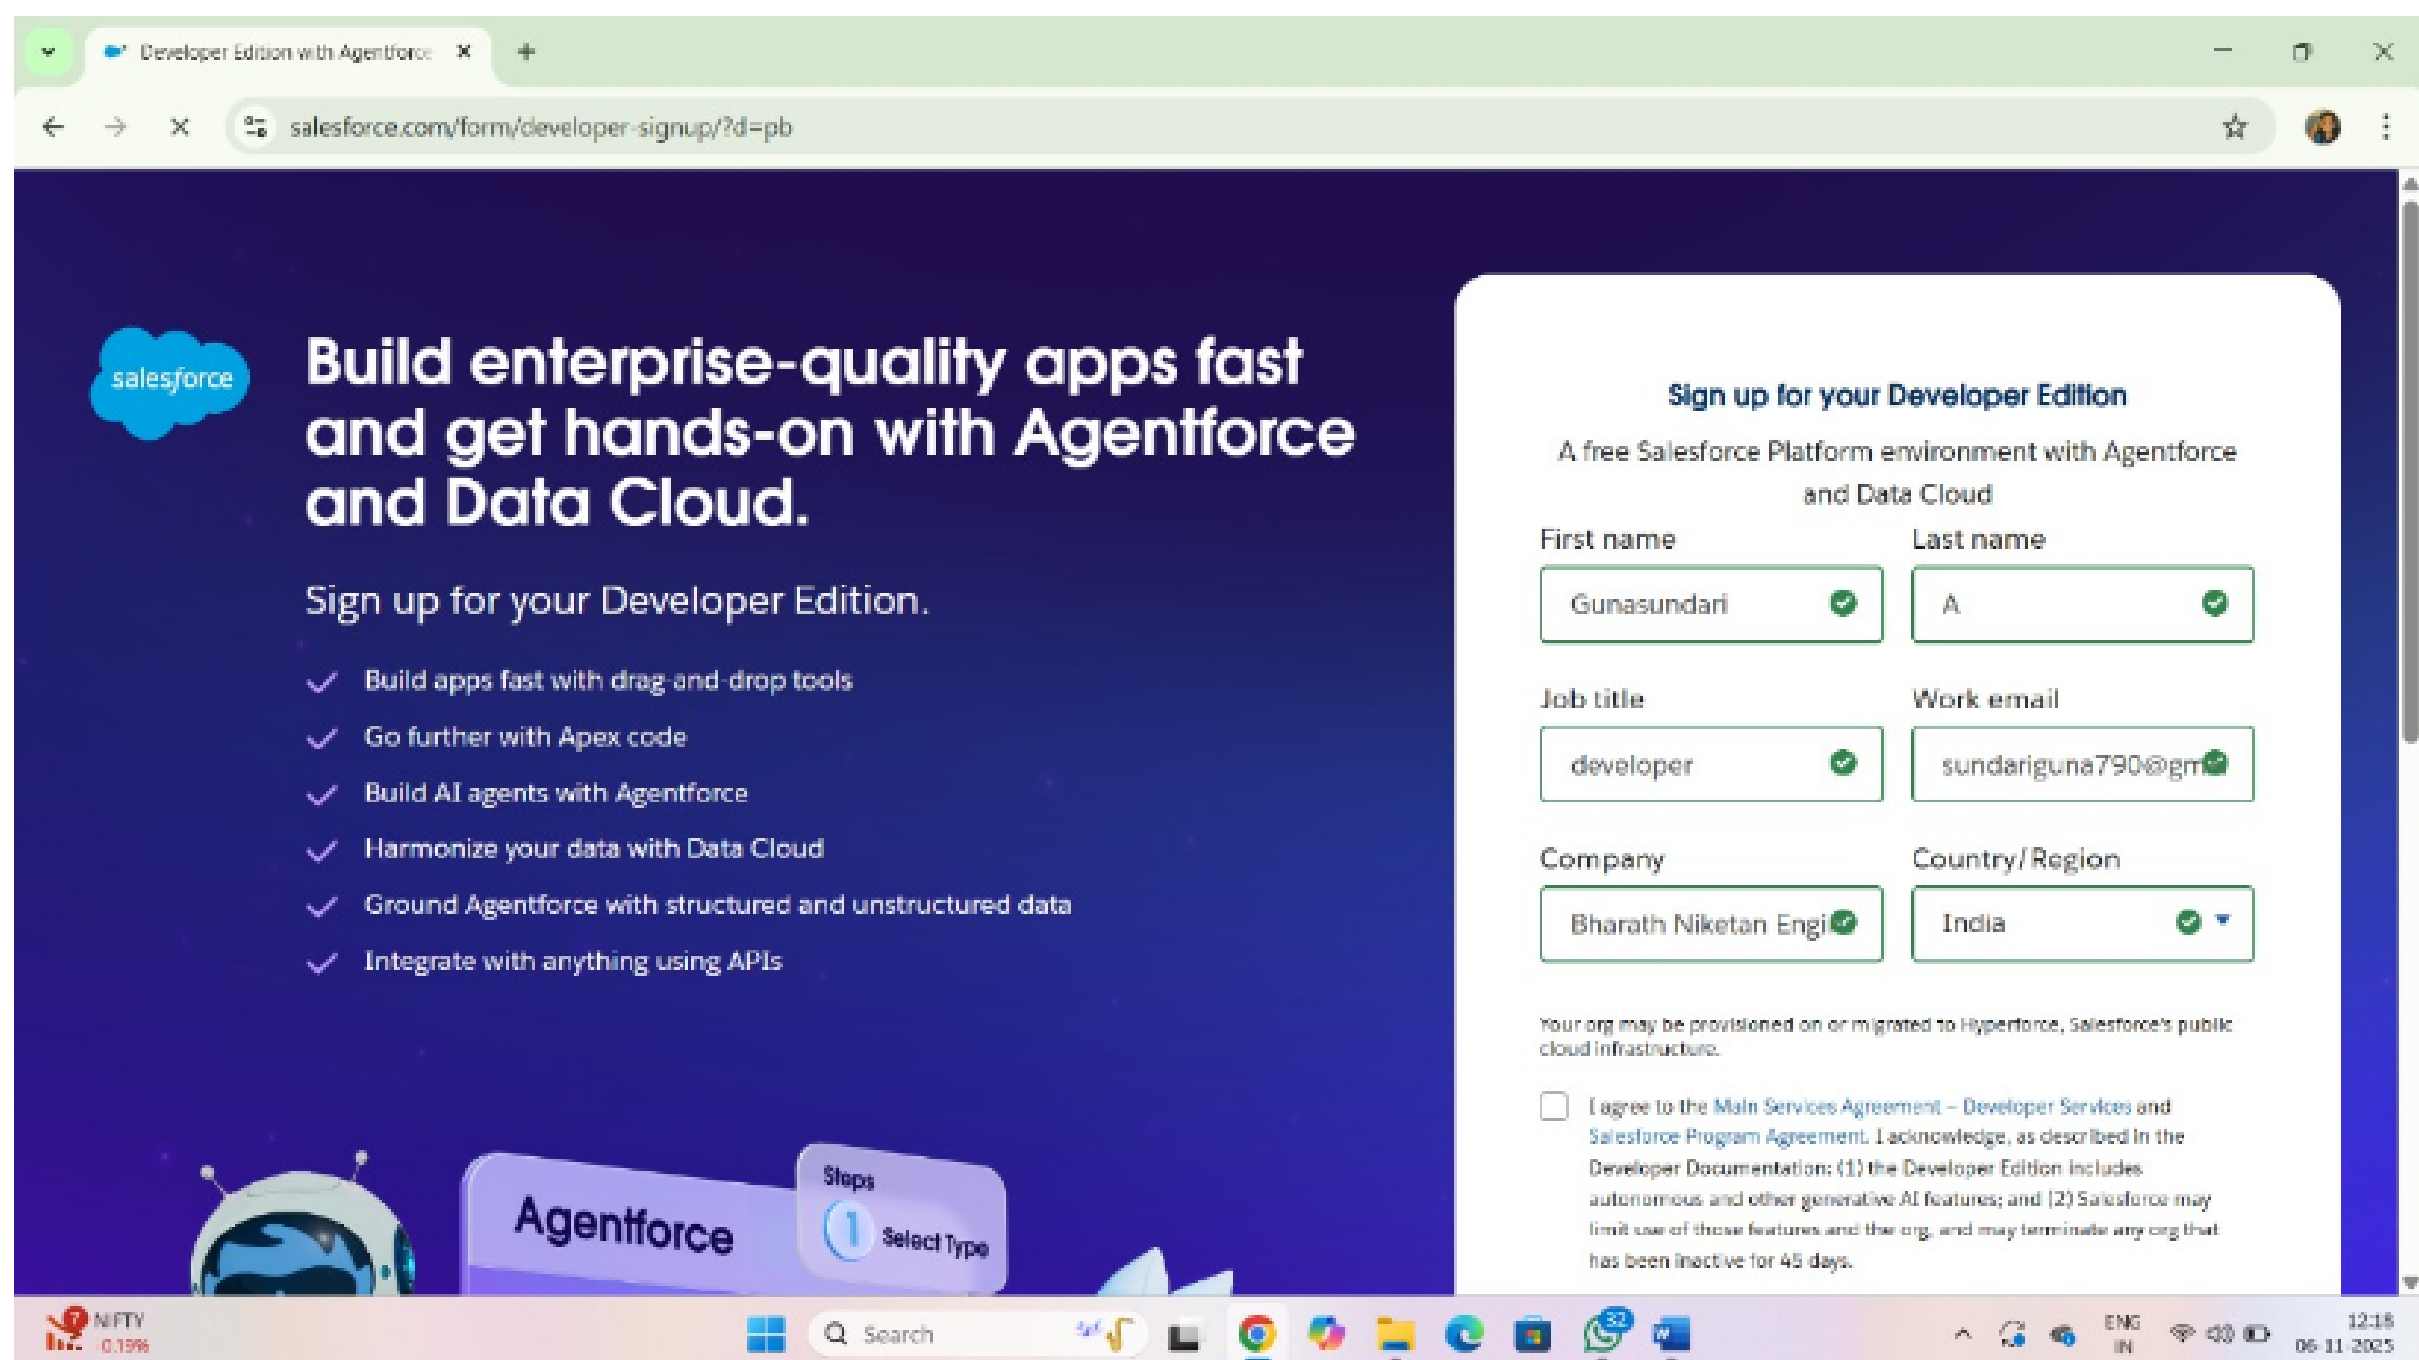 Developer Edition with Agentforce
salesforce.com/form/developer-signup/?d=pb
salesforce
Build enterprise-quality apps fast
and get hands-on with Agentforce
and Data Cloud.
Sign up for your Developer Edition.
Build apps fast with drag-and-drop tools
Go further with Apex code
Build AI agents with Agentforce
Harmonize your data with Data Cloud
Ground Agentforce with structured and unstructured data
Integrate with anything using APIs
Agentforce
Steps
1 Select Type
Sign up for your Developer Edition
A free Salesforce Platform environment with Agentforce
and Data Cloud
First name Last name
Gunasundari A
Job title Work email
developer sundariguna790@gm
Company Country/Region
Bharath Niketan Engi India
Your org may be provisioned on or migrated to Hyperforce, Salesforce's public
cloud infrastructure.
I agree to the Main Services Agreement – Developer Services and
Salesforce Program Agreement. I acknowledge, as described in the
Developer Documentation: (1) the Developer Edition includes
autonomous and other generative AI features; and (2) Salesforce may
limit use of those features and the org, and may terminate any org that
has been inactive for 45 days.
7 NIFTY
-0.19%
Search
32
ENG
IN
12:18
06-11-2025